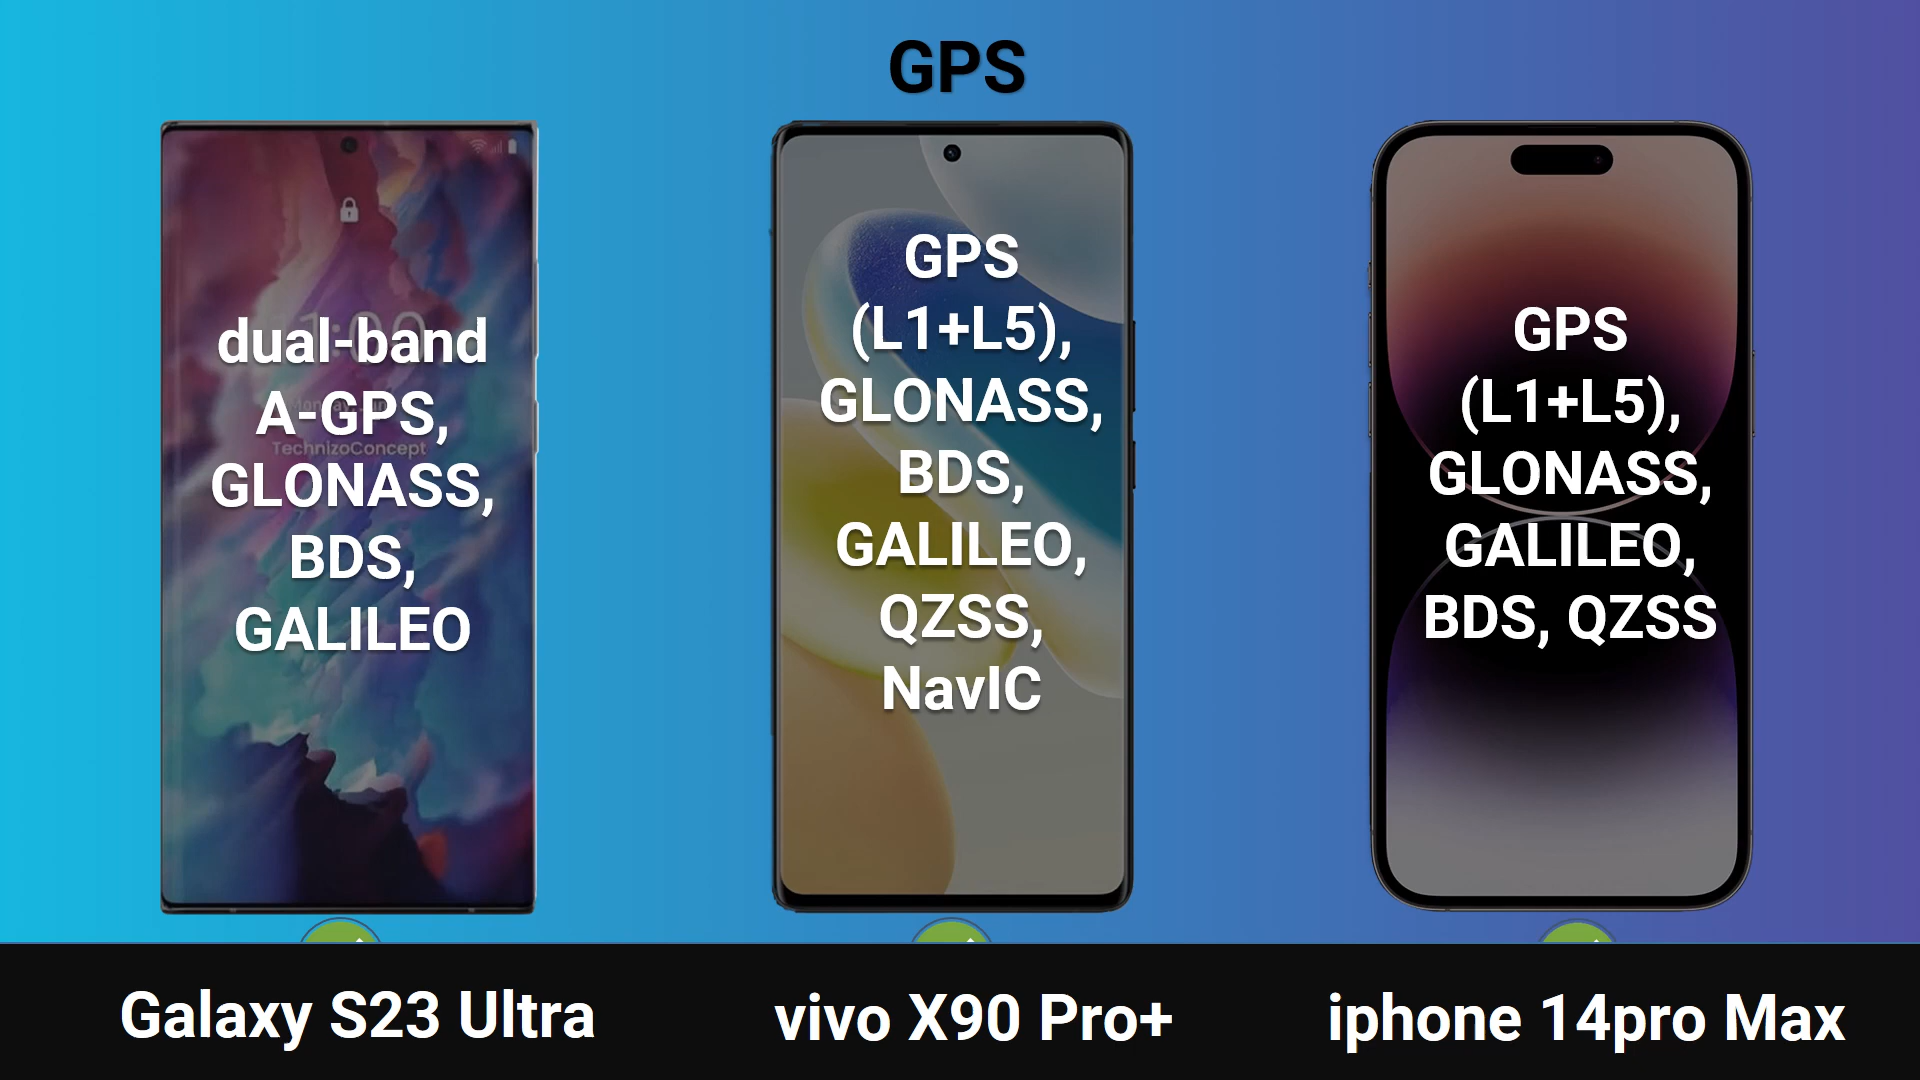 GPS
dual-band
A-GPS,
TechnizoConcept
GLONASS,
BDS,
GALILEO
GPS
(L1+L5),
GLONASS,
BDS,
GALILEO,
QZSS,
NavIC
GPS
(L1+L5),
GLONASS,
GALILEO,
BDS, QZSS
Galaxy S23 Ultra
vivo X90 Pro+
iphone 14pro Max